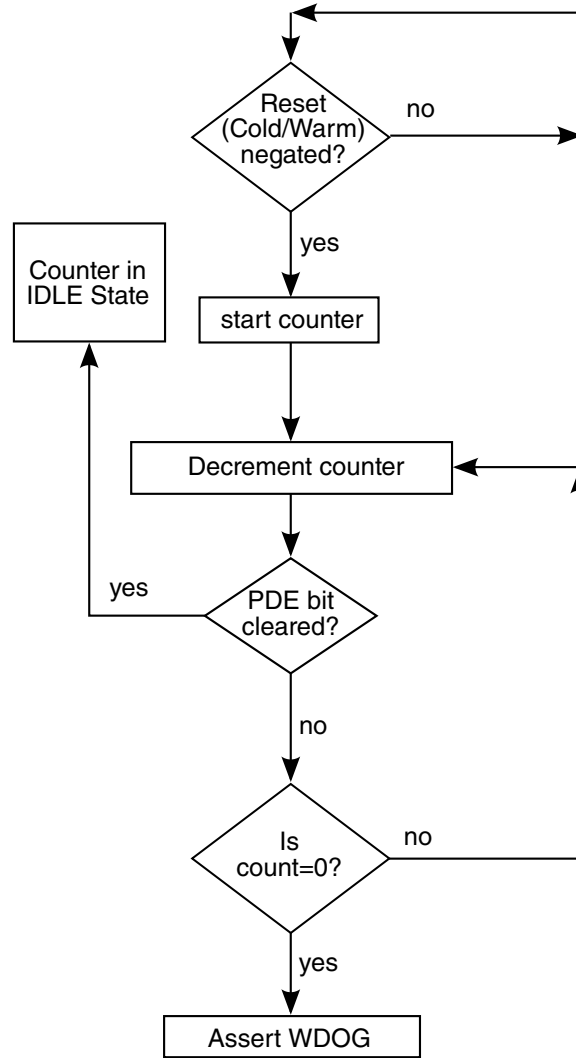 Reset
(Cold/Warm)
negated?
no
yes
Counter in
IDLE State
start counter
Decrement counter
yes
PDE bit
cleared?
no
Is
count=0?
no
yes
Assert WDOG